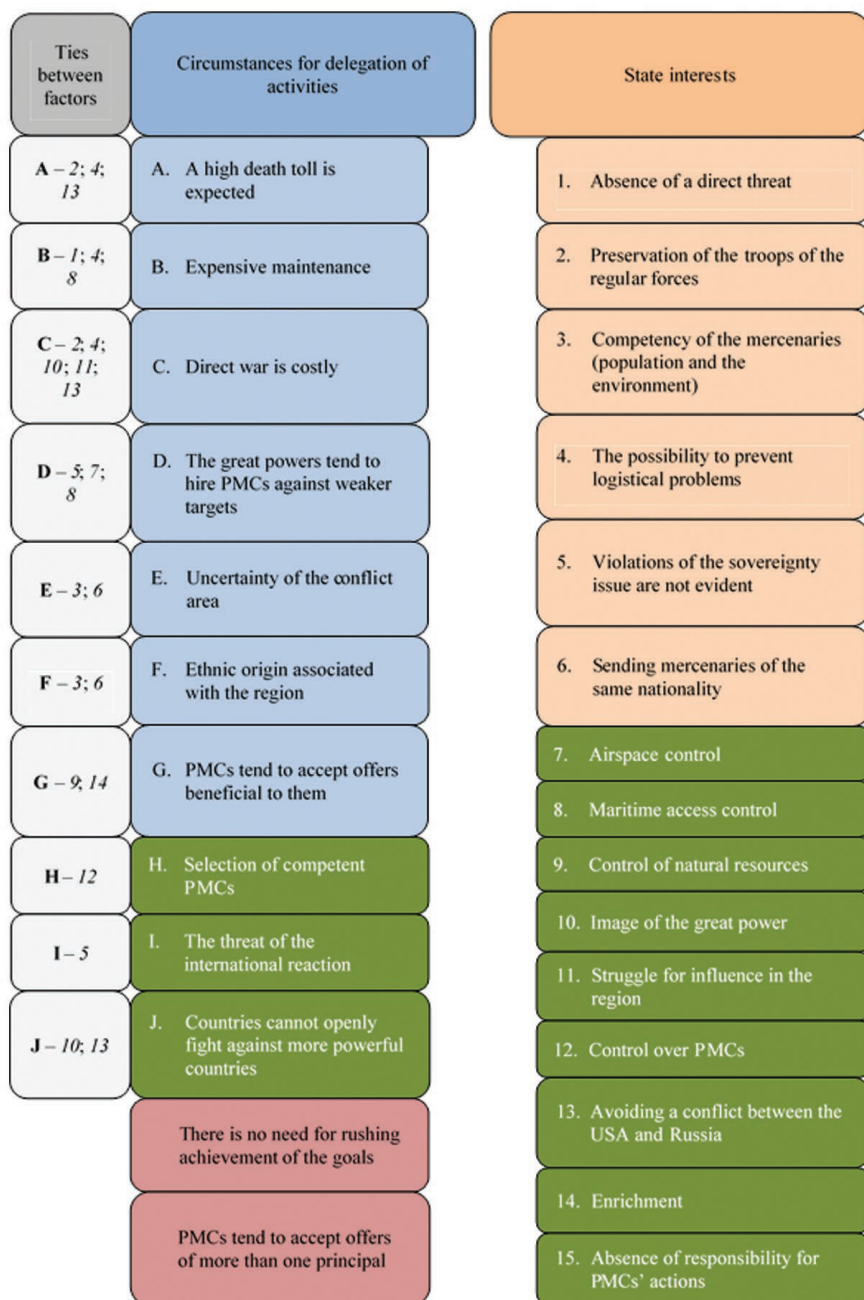 Ties
between
factors
Circumstances for delegation of
activities
State interests
A – 2; 4;
13
A. A high death toll is
expected
B – 1; 4;
8
B. Expensive maintenance
C – 2; 4;
10; 11;
13
C. Direct war is costly
D – 5; 7;
8
D. The great powers tend to
hire PMCs against weaker
targets
E – 3; 6
E. Uncertainty of the conflict
area
F – 3; 6
F. Ethnic origin associated
with the region
G – 9; 14
G. PMCs tend to accept offers
beneficial to them
H – 12
H. Selection of competent
PMCs
I – 5
I. The threat of the
international reaction
J – 10; 13
J. Countries cannot openly
fight against more powerful
countries
There is no need for rushing
achievement of the goals
PMCs tend to accept offers
of more than one principal
1. Absence of a direct threat
2. Preservation of the troops of the
regular forces
3. Competency of the mercenaries
(population and the
environment)
4. The possibility to prevent
logistical problems
5. Violations of the sovereignty
issue are not evident
6. Sending mercenaries of the
same nationality
7. Airspace control
8. Maritime access control
9. Control of natural resources
10. Image of the great power
11. Struggle for influence in the
region
12. Control over PMCs
13. Avoiding a conflict between the
USA and Russia
14. Enrichment
15. Absence of responsibility for
PMCs' actions